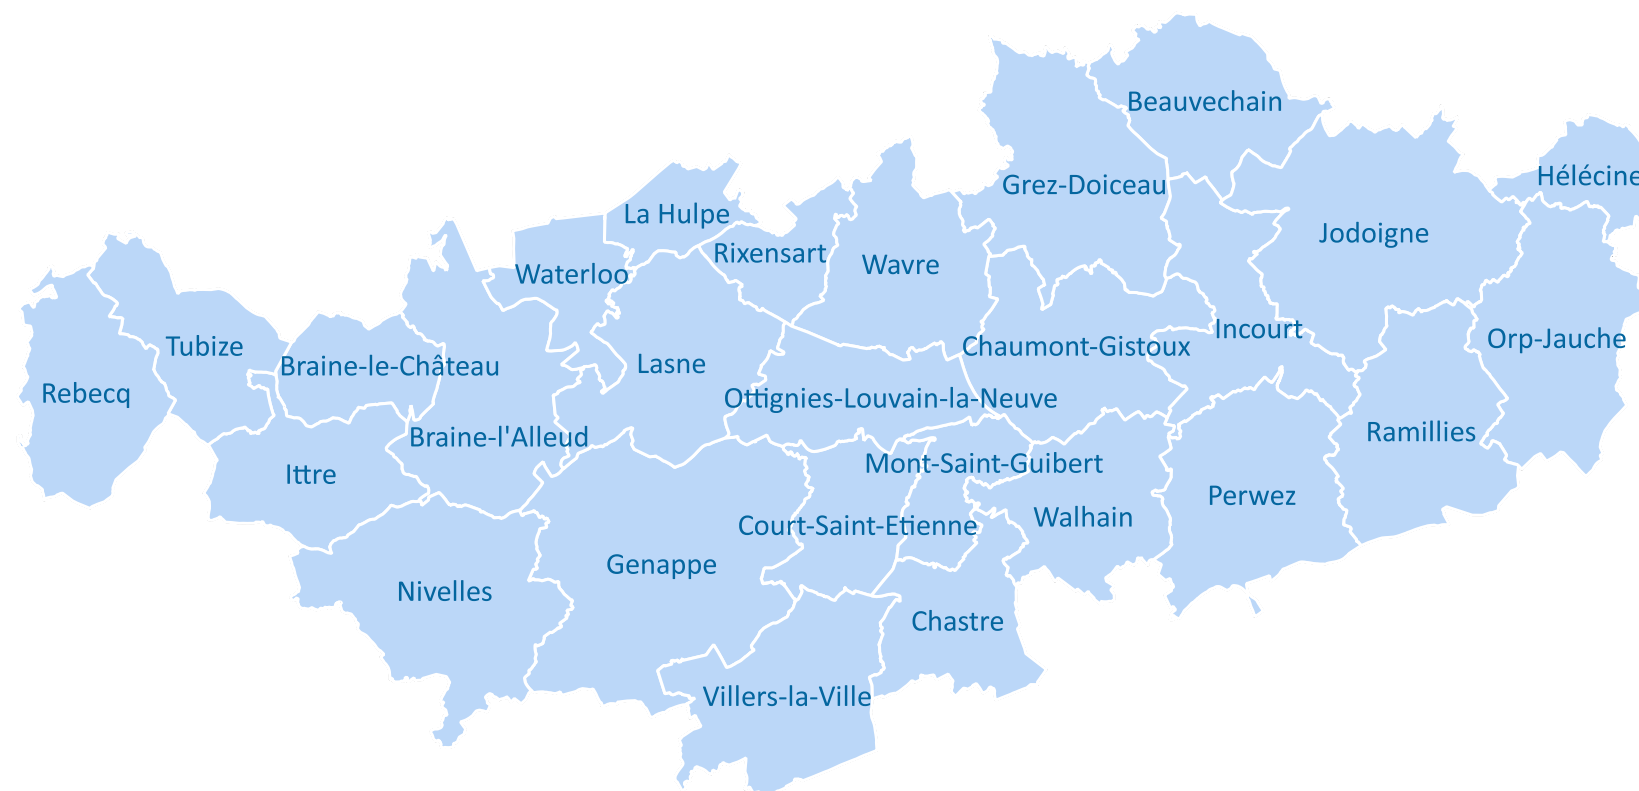 Beauvechain
Hélécine
Grez-Doiceau
La Hulpe
Jodoigne
Rixensart
Wavre
Waterloo
Incourt
Orp-Jauche
Tubize
Chaumont-Gistoux
Braine-le-Château
Lasne
Rebecq
Ottignies-Louvain-la-Neuve
Ramillies
Braine-l'Alleud
Mont-Saint-Guibert
Ittre
Perwez
Walhain
Court-Saint-Etienne
Genappe
Nivelles
Chastre
Villers-la-Ville